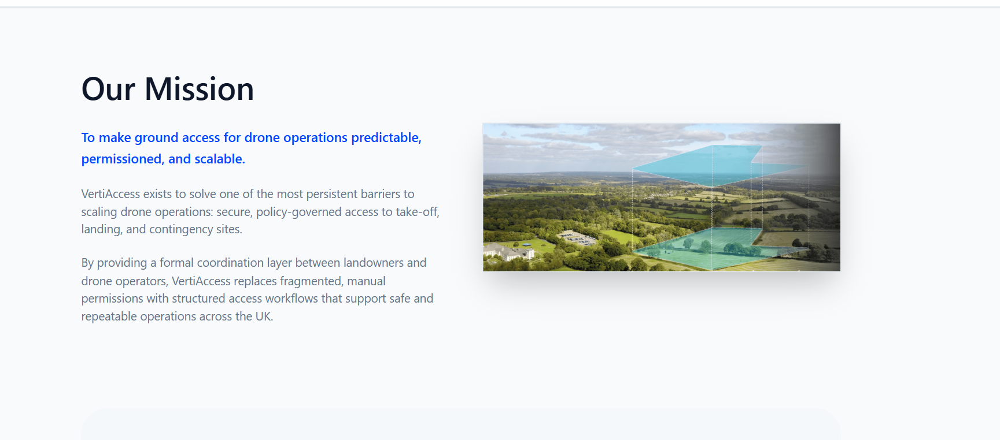 Our Mission
To make ground access for drone operations predictable,
permissioned, and scalable.
VertiAccess exists to solve one of the most persistent barriers to
scaling drone operations: secure, policy-governed access to take-off,
landing, and contingency sites.
By providing a formal coordination layer between landowners and
drone operators, VertiAccess replaces fragmented, manual
permissions with structured access workflows that support safe and
repeatable operations across the UK.